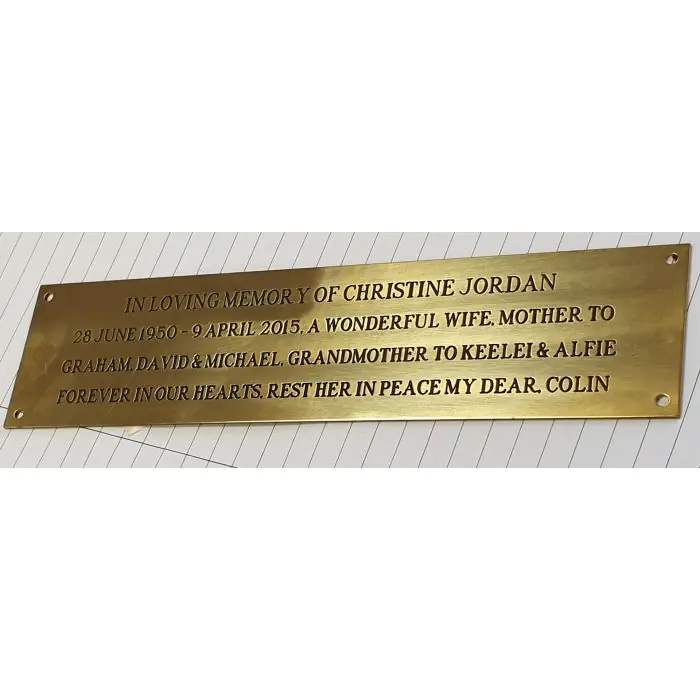 IN LOVING MEMORY OF CHRISTINE JORDAN
28 JUNE 1950 - 9 APRIL 2015. A WONDERFUL WIFE. MOTHER TO
GRAHAM, DAVID & MICHAEL, GRANDMOTHER TO KEELEI & ALFIE
FOREVER IN OUR HEARTS. REST HER IN PEACE MY DEAR. COLIN